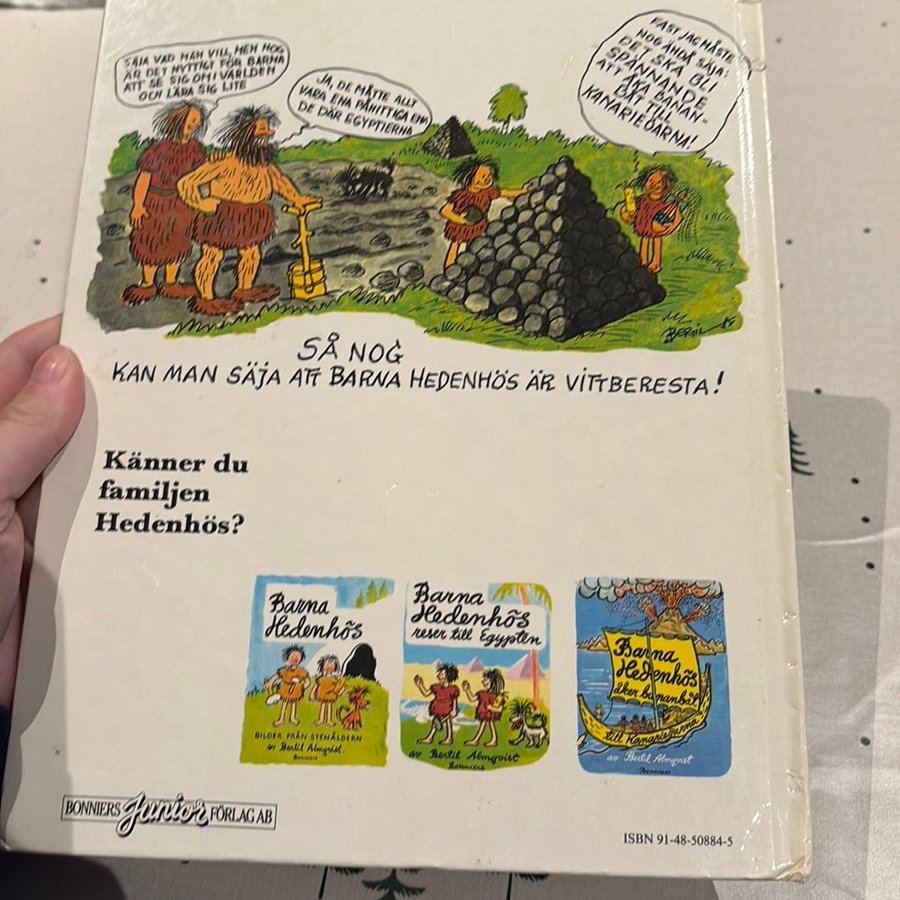 SÄJA VAD MAN VILL, MEN NOG
ÄR DET NYTTIGT FÖR BARNA
ATT SE SIG OM I VÄRLDEN
OCH LÄRA SIG LITE
JA, DE MÅTTE ALLT
VARA ENA PÅHITTIGA ENA
DE DÄR EGYPTIERNA
FAST JAG MÅSTE
NOG ÄNDÅ SÄJA:
DET SKA BLI
SPÄNNANDE
ATT ÅKA BANAN-
BÅT TILL
KANARIEÖARNA!
BERTIL A
SÅ NOG
KAN MAN SÄJA ATT BARNA HEDENHÖS ÄR VITTBERESTA!
Känner du
familjen
Hedenhös?
Barna
Hedenhös
BILDER FRÅN STENÅLDERN
av Bertil Almqvist.
Bonniers
Barna
Hedenhös
reser till Egypten
av Bertil Almqvist
Bonniers
Barna
Hedenhös
åker bananbåt
till Kanarieöarna
av Bertil Almqvist
Bonniers
BONNIERS Junior FÖRLAG AB
ISBN 91-48-50884-5